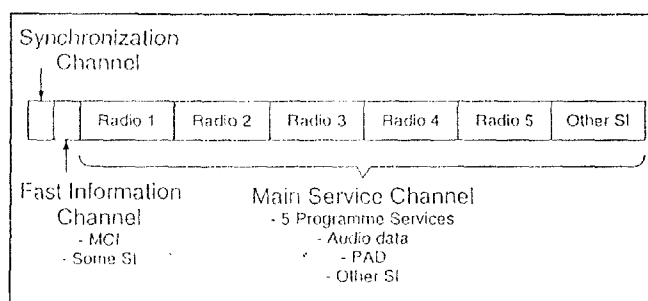 Synchronization
Channel
Radio 1 Radio 2 Radio 3 Radio 4 Radio 5 Other SI
Fast Information
Channel
- MCI
- Some SI
Main Service Channel
- 5 Programme Services
- Audio data
- PAD
- Other SI